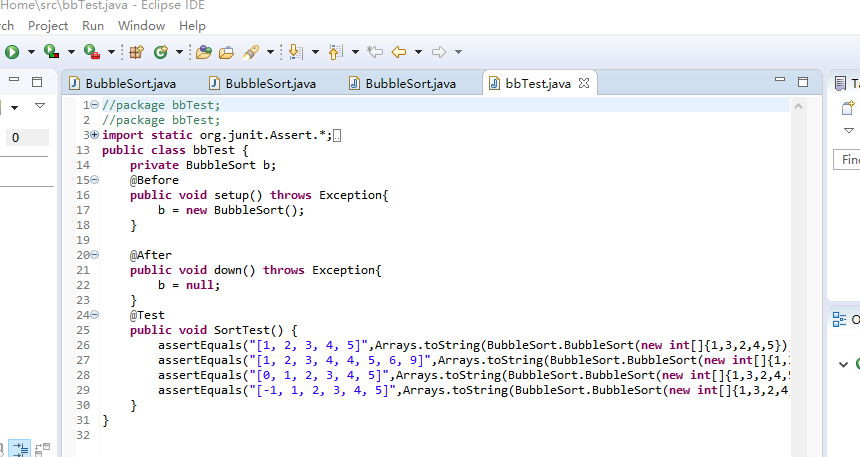 Home\src\bbTest.java - Eclipse IDE
rch Project Run Window Help
BubbleSort.java BubbleSort.java BubbleSort.java bbTest.java
0
1 //package bbTest;
2 //package bbTest;
3 import static org.junit.Assert.*;
13 public class bbTest {
14 private BubbleSort b;
15 @Before
16 public void setup() throws Exception{
17 b = new BubbleSort();
18 }
19
20 @After
21 public void down() throws Exception{
22 b = null;
23 }
24 @Test
25 public void SortTest() {
26 assertEquals("[1, 2, 3, 4, 5]",Arrays.toString(BubbleSort.BubbleSort(new int[]{1,3,2,4,5})
27 assertEquals("[1, 2, 3, 4, 4, 5, 6, 9]",Arrays.toString(BubbleSort.BubbleSort(new int[]{1,
28 assertEquals("[0, 1, 2, 3, 4, 5]",Arrays.toString(BubbleSort.BubbleSort(new int[]{1,3,2,4,
29 assertEquals("[-1, 1, 2, 3, 4, 5]",Arrays.toString(BubbleSort.BubbleSort(new int[]{1,3,2,4,
30 }
31 }
32
Ta
Fin
O